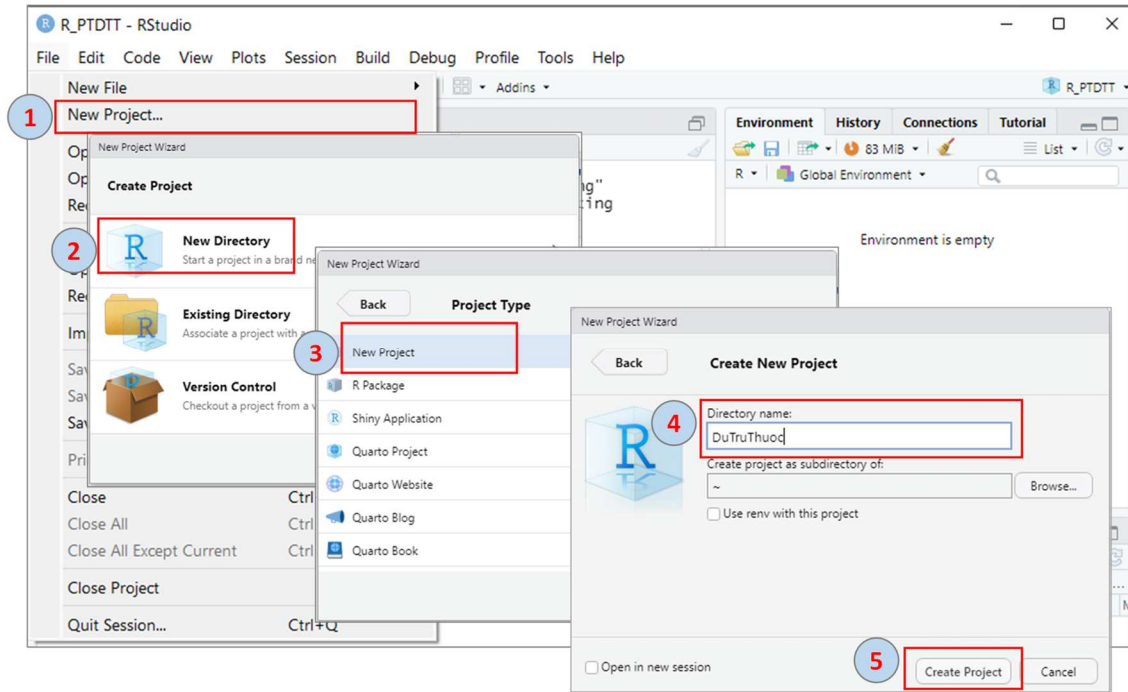 R_PTDTT - RStudio
File Edit Code View Plots Session Build Debug Profile Tools Help
New File
Addins
R_PTDTT
1
New Project...
Environment History Connections Tutorial
83 MiB
List
R
Global Environment
Environment is empty
New Project Wizard
Create Project
2
New Directory
Start a project in a brand
Existing Directory
Associate a project with
Version Control
Checkout a project from a
Close
Ctrl
Close All
Ctrl
Close All Except Current
Ctrl
Close Project
Quit Session...
Ctrl+Q
New Project Wizard
Back
Project Type
3
New Project
R Package
Shiny Application
Quarto Project
Quarto Website
Quarto Blog
Quarto Book
New Project Wizard
Back
Create New Project
4
Directory name:
DuTruThuoc
Create project as subdirectory of:
~
Browse...
Use renv with this project
Open in new session
5
Create Project
Cancel